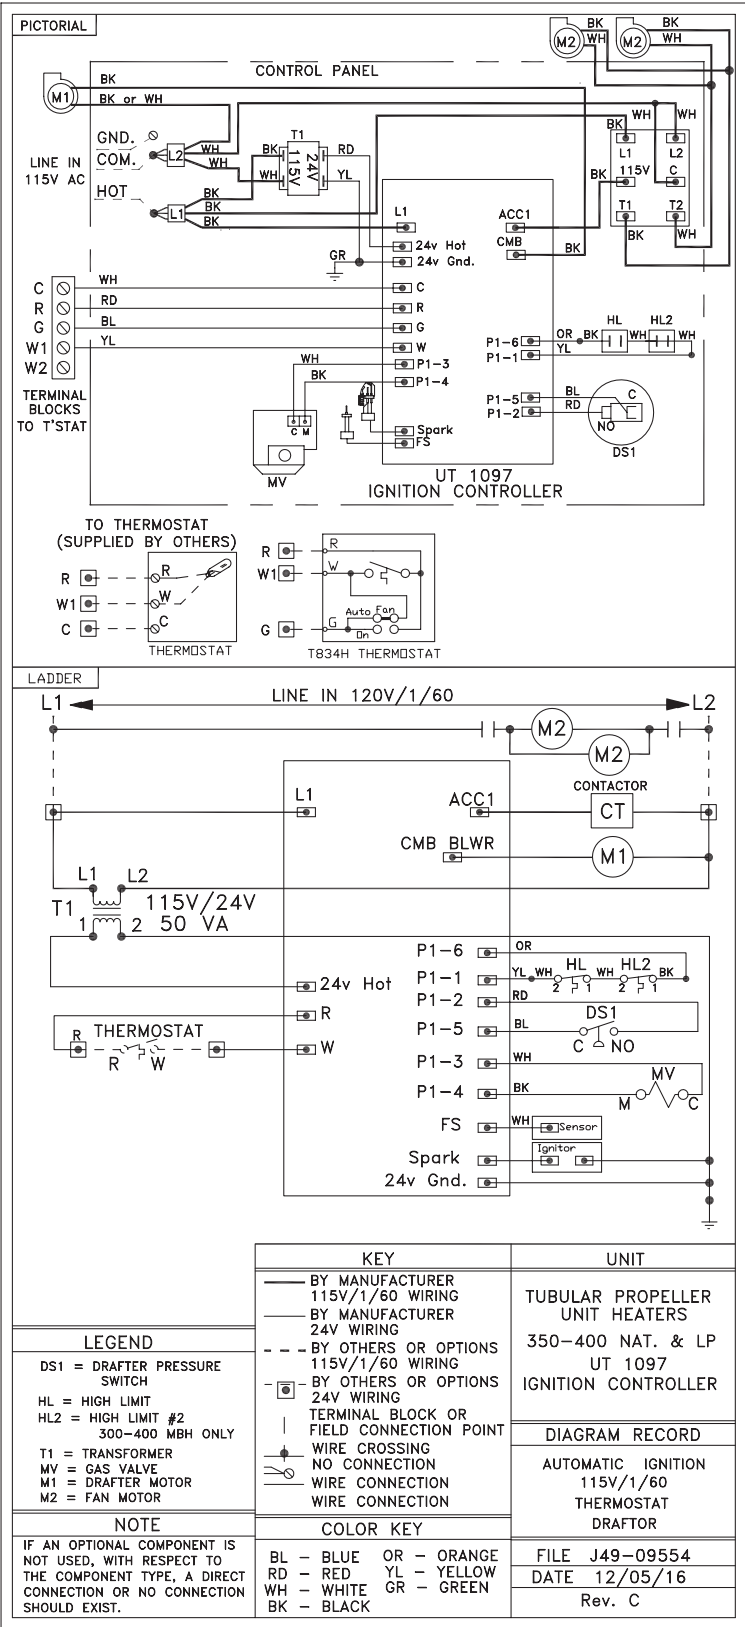 PICTORIAL
BK
WH
M2
BK
WH
M2
CONTROL PANEL
BK
M1
BK or WH
WH
WH
BK
GND.
COM.
L2
WH
WH
LINE IN
115V AC
HOT
L1
BK
BK
BK
T1
BK
WH
115V
24V
RD
YL
L1
L2
BK
115V
C
T1
T2
BK
WH
L1
24v Hot
24v Gnd.
GR
ACC1
CMB
BK
C
WH
C
R
RD
R
G
BL
G
W1
YL
W
W2
TERMINAL
BLOCKS
TO T'STAT
WH
P1-3
BK
P1-4
C M
MV
Spark
FS
P1-6
P1-1
OR
YL
BK
HL
WH
HL2
WH
P1-5
P1-2
BL
RD
C
NO
DS1
UT 1097
IGNITION CONTROLLER
TO THERMOSTAT
(SUPPLIED BY OTHERS)
R
R
W1
W
C
C
THERMOSTAT
R
R
W1
W
Auto Fan
G
G
On
T834H THERMOSTAT
LADDER
L1
LINE IN 120V/1/60
L2
M2
M2
L1
ACC1
CONTACTOR
CT
CMB BLWR
M1
L1 L2
T1
115V/24V
1 2 50 VA
24v Hot
R
THERMOSTAT
R
R W
W
P1-6
OR
P1-1
YL WH HL WH HL2 BK
2 1 2 1
P1-2
RD
P1-5
BL
DS1
C NO
P1-3
WH
P1-4
BK
MV
M C
FS
WH
Sensor
Ignitor
Spark
24v Gnd.
KEY
BY MANUFACTURER
115V/1/60 WIRING
BY MANUFACTURER
24V WIRING
BY OTHERS OR OPTIONS
115V/1/60 WIRING
BY OTHERS OR OPTIONS
24V WIRING
TERMINAL BLOCK OR
FIELD CONNECTION POINT
WIRE CROSSING
NO CONNECTION
WIRE CONNECTION
WIRE CONNECTION
COLOR KEY
BL - BLUE OR - ORANGE
RD - RED YL - YELLOW
WH - WHITE GR - GREEN
BK - BLACK
UNIT
TUBULAR PROPELLER
UNIT HEATERS
350-400 NAT. & LP
UT 1097
IGNITION CONTROLLER
DIAGRAM RECORD
AUTOMATIC IGNITION
115V/1/60
THERMOSTAT
DRAFTOR
FILE J49-09554
DATE 12/05/16
Rev. C
LEGEND
DS1 = DRAFTER PRESSURE
SWITCH
HL = HIGH LIMIT
HL2 = HIGH LIMIT #2
300-400 MBH ONLY
T1 = TRANSFORMER
MV = GAS VALVE
M1 = DRAFTER MOTOR
M2 = FAN MOTOR
NOTE
IF AN OPTIONAL COMPONENT IS
NOT USED, WITH RESPECT TO
THE COMPONENT TYPE, A DIRECT
CONNECTION OR NO CONNECTION
SHOULD EXIST.